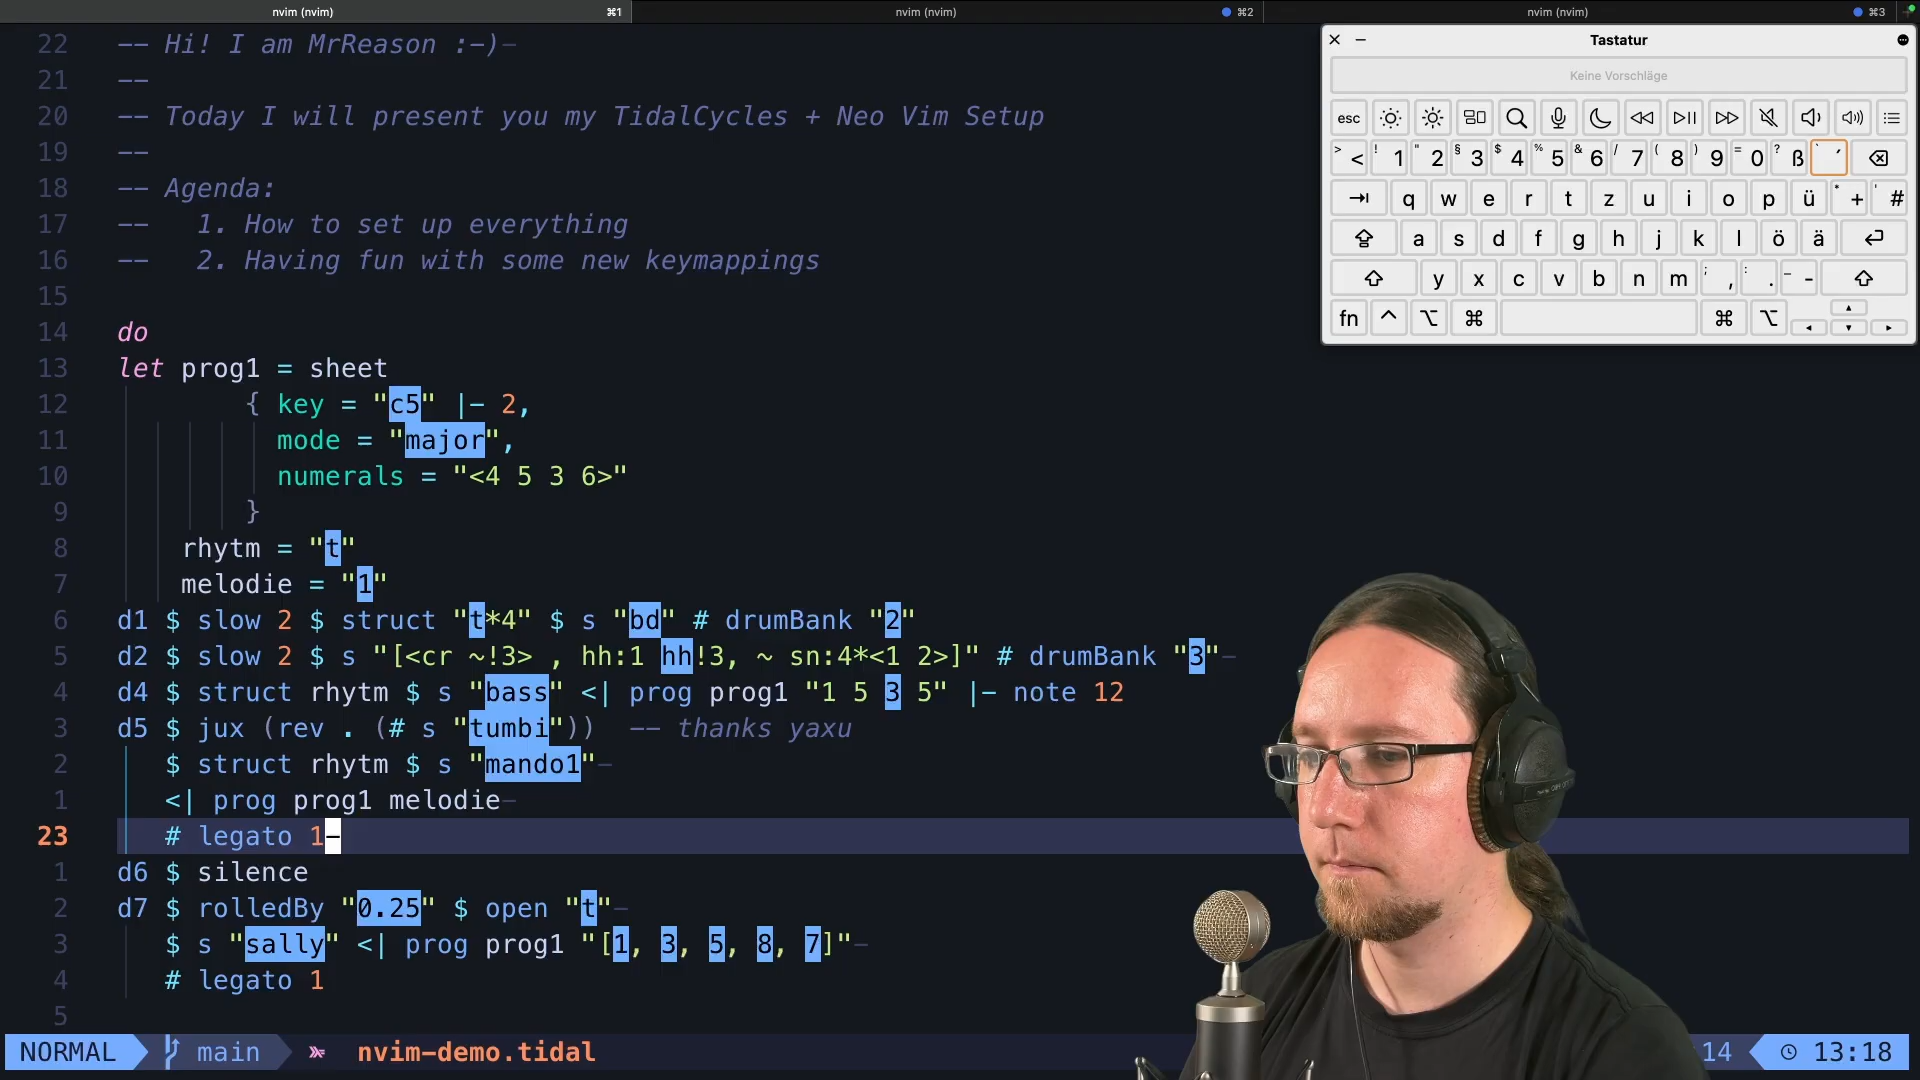 nvim (nvim) ⌘1 nvim (nvim) ⌘2 nvim (nvim) ⌘3
22 -- Hi! I am MrReason :-)-
21 --
20 -- Today I will present you my TidalCycles + Neo Vim Setup
19 --
18 -- Agenda:
17 -- 1. How to set up everything
16 -- 2. Having fun with some new keymappings
15
14 do
13 let prog1 = sheet
12 { key = "c5" |- 2,
11 mode = "major",
10 numerals = "<4 5 3 6>"
9 }
8 rhytm = "t"
7 melodie = "1"
6 d1 $ slow 2 $ struct "t*4" $ s "bd" # drumBank "2"
5 d2 $ slow 2 $ s "[<cr ~!3> , hh:1 hh!3, ~ sn:4*<1 2>]" # drumBank "3"-
4 d4 $ struct rhytm $ s "bass" <| prog prog1 "1 5 3 5" |- note 12
3 d5 $ jux (rev . (# s "tumbi")) -- thanks yaxu
2 $ struct rhytm $ s "mando1"-
1 <| prog prog1 melodie-
23 # legato 1-
1 d6 $ silence
2 d7 $ rolledBy "0.25" $ open "t"-
3 $ s "sally" <| prog prog1 "[1, 3, 5, 8, 7]"-
4 # legato 1
5
NORMAL main nvim-demo.tidal 14 13:18
Tastatur
Keine Vorschläge
esc
> < ! 1 " 2 § 3 $ 4 % 5 & 6 / 7 ( 8 ) 9 = 0 ? ß ` ´
q w e r t z u i o p ü * + ' #
a s d f g h j k l ö ä
y x c v b n m ; , : . _ -
fn ^ ⌥ ⌘ ⌘ ⌥